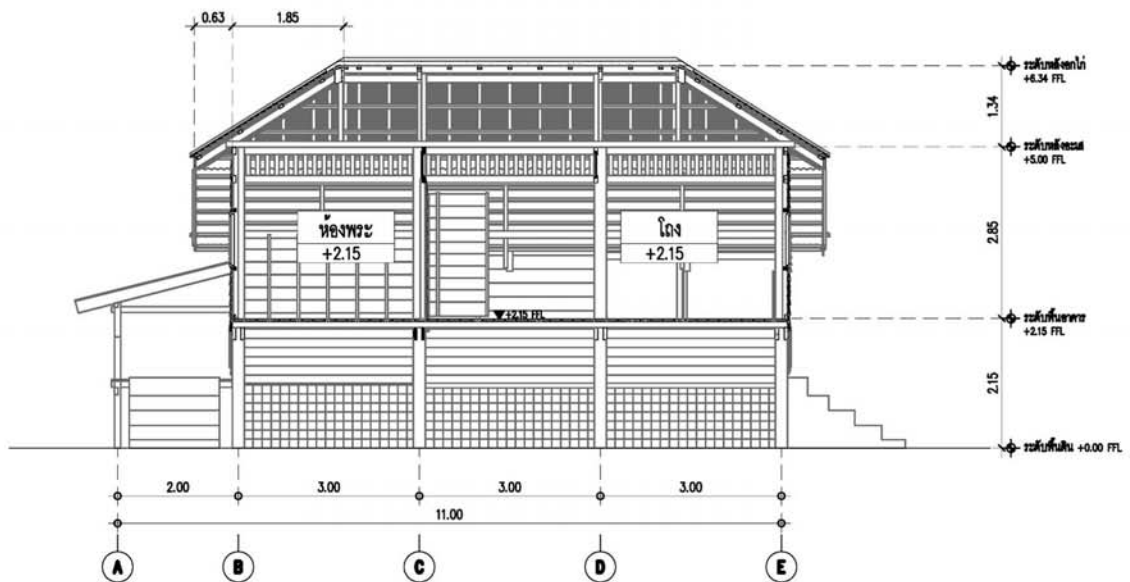 0.63
1.85
ระดับหลังอกไก่
+6.34 FFL
1.34
ระดับหลังอะเส
+5.00 FFL
ห้องพระ
+2.15
โถง
+2.15
2.85
+2.15 FFL
ระดับพื้นอาคาร
+2.15 FFL
2.15
ระดับพื้นดิน +0.00 FFL
2.00
3.00
3.00
3.00
11.00
A
B
C
D
E